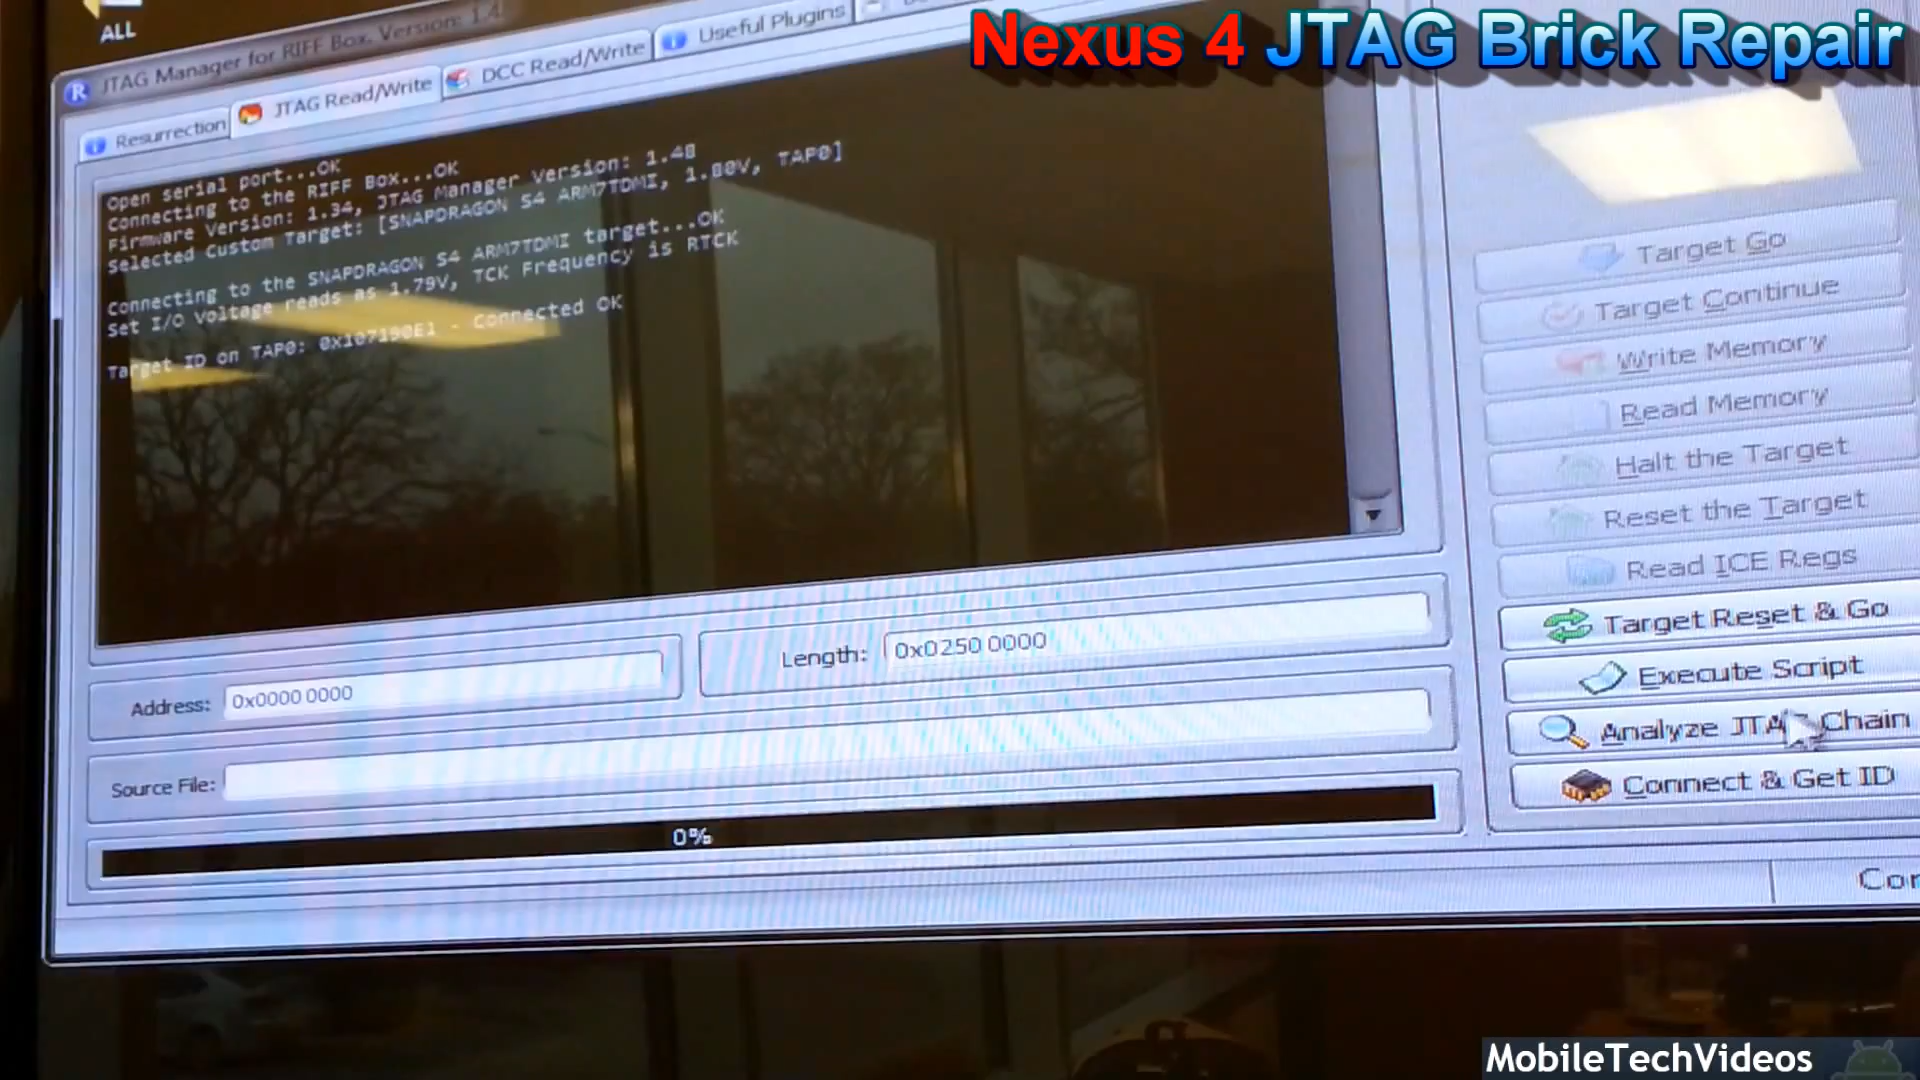 Nexus 4 JTAG Brick Repair
ALL
JTAG Manager for RIFF Box, Version: 1.4
Resurrection
JTAG Read/Write
DCC Read/Write
Useful Plugins
Open serial port...OK
Connecting to the RIFF Box...OK
Firmware Version: 1.34, JTAG Manager Version: 1.48
Selected Custom Target: [SNAPDRAGON S4 ARM7TDMI, 1.80V, TAP0]
Connecting to the SNAPDRAGON S4 ARM7TDMI target...OK
Set I/O Voltage reads as 1.79V, TCK Frequency is RTCK
Target ID on TAP0: 0x107190E1 - Connected OK
Target Go
Target Continue
Write Memory
Read Memory
Halt the Target
Reset the Target
Read ICE Regs
Target Reset & Go
Execute Script
Analyze JTAG Chain
Connect & Get ID
Address: 0x0000 0000
Length: 0x0250 0000
Source File:
0%
MobileTechVideos